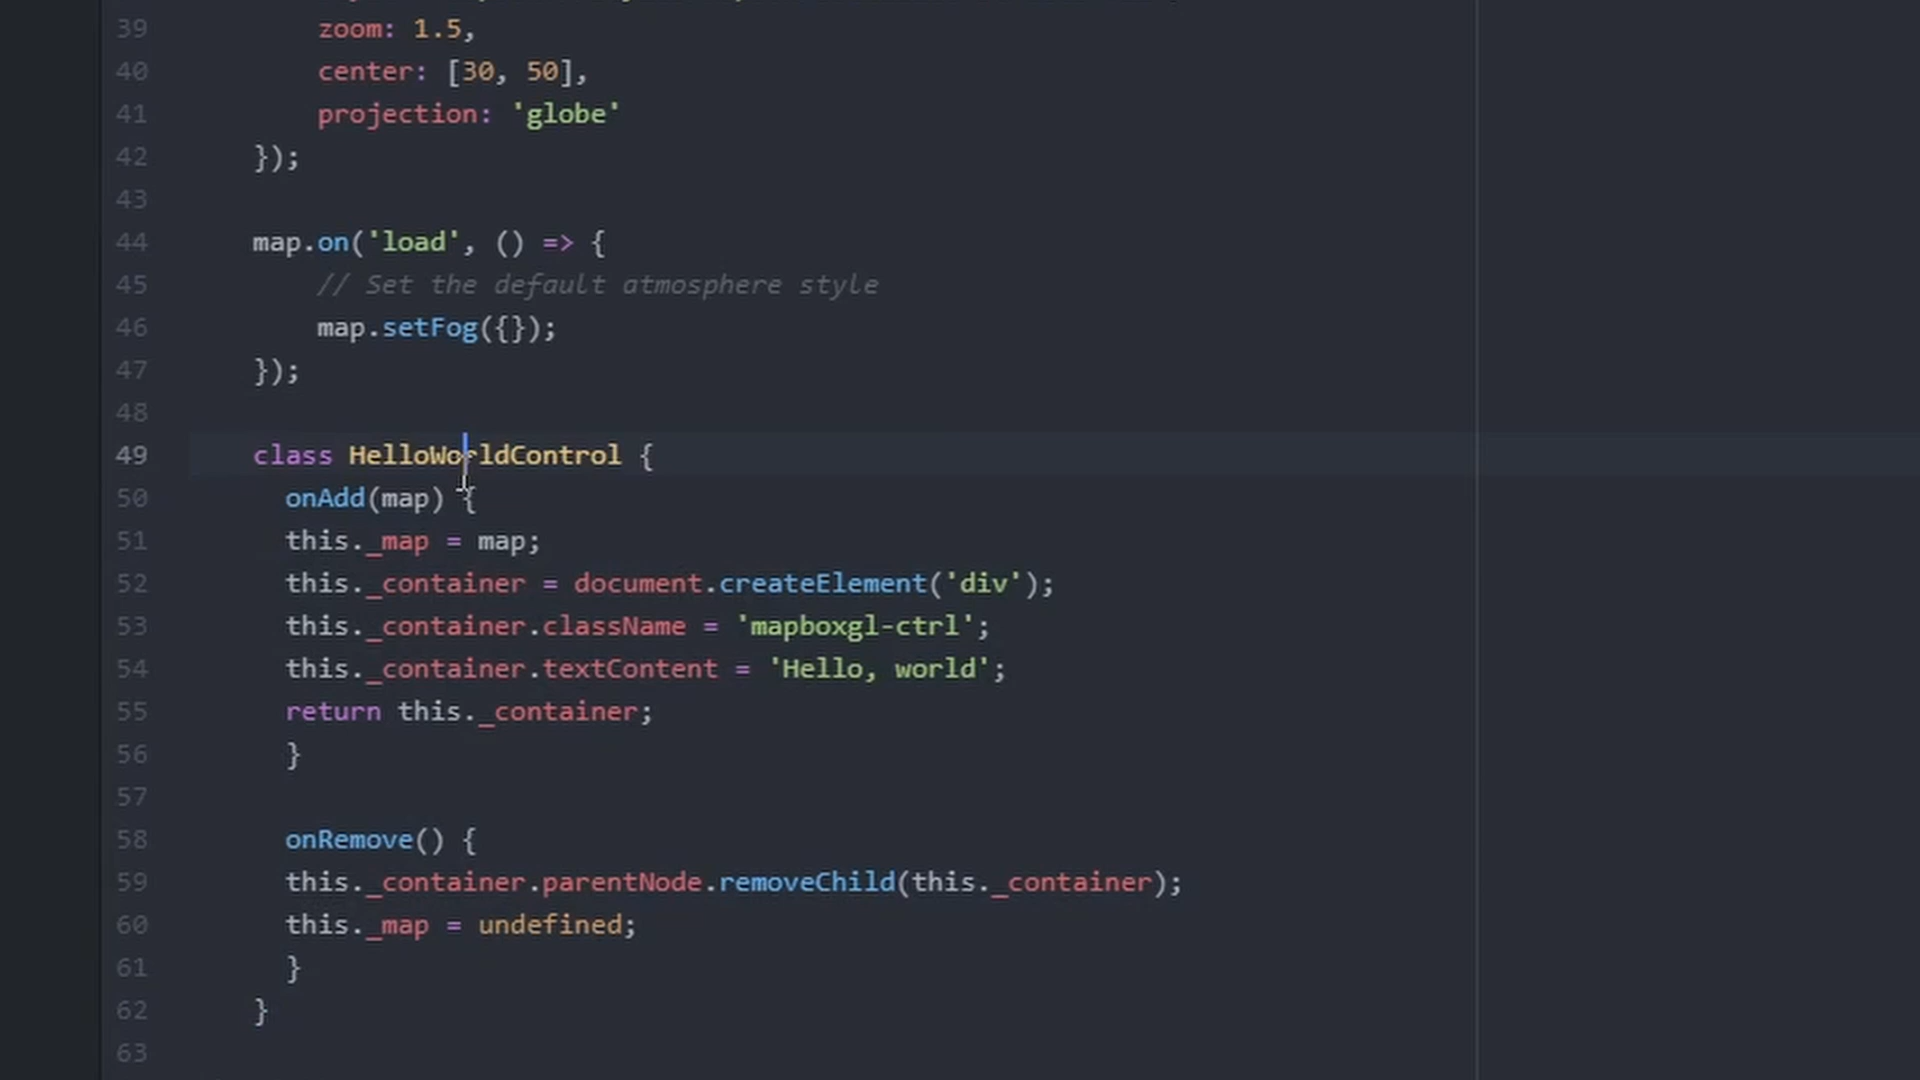 39 zoom: 1.5,
40 center: [30, 50],
41 projection: 'globe'
42 });
43
44 map.on('load', () => {
45 // Set the default atmosphere style
46 map.setFog({});
47 });
48
49 class HelloWorldControl {
50 onAdd(map) {
51 this._map = map;
52 this._container = document.createElement('div');
53 this._container.className = 'mapboxgl-ctrl';
54 this._container.textContent = 'Hello, world';
55 return this._container;
56 }
57
58 onRemove() {
59 this._container.parentNode.removeChild(this._container);
60 this._map = undefined;
61 }
62 }
63